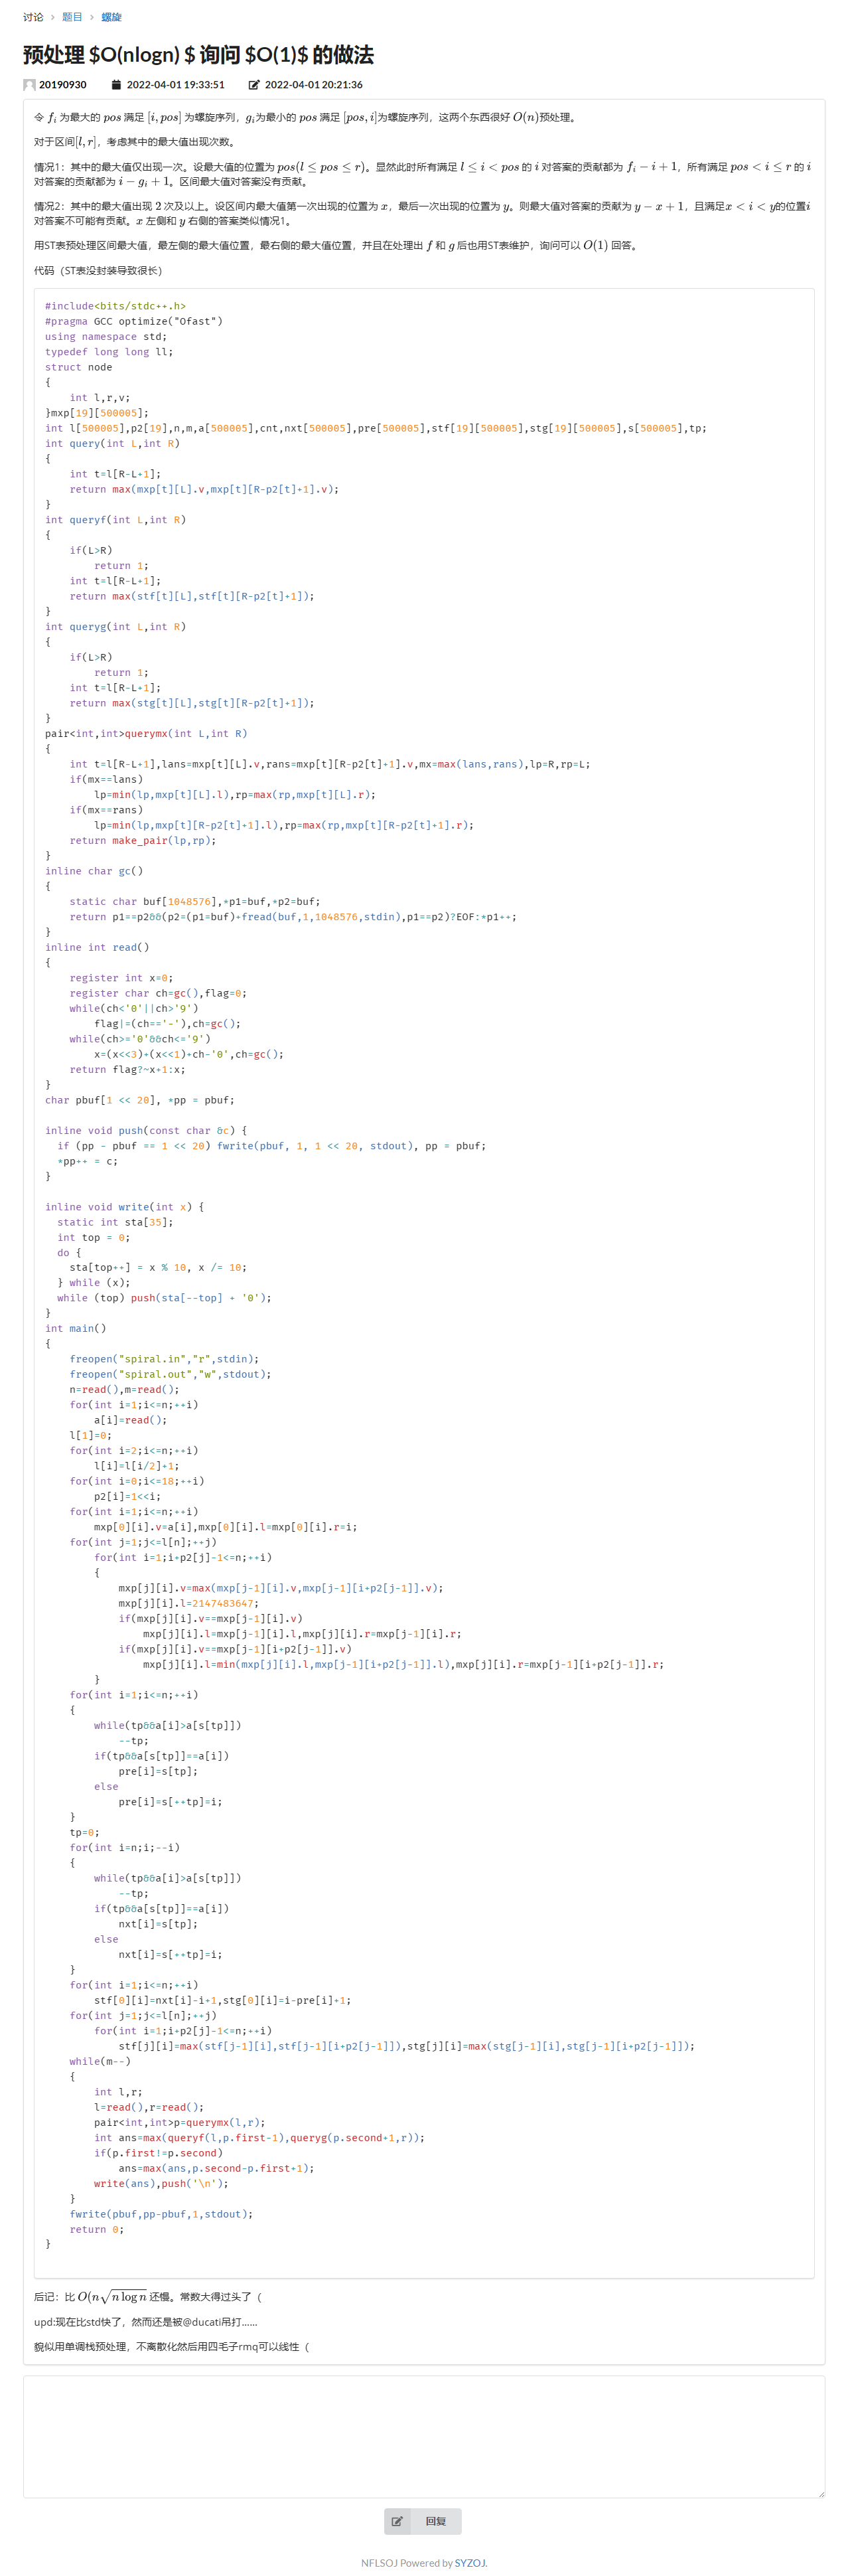 讨论 > 题目 > 螺旋
预处理 $O(nlogn) $ 询问 $O(1)$ 的做法
20190930 2022-04-01 19:33:51 2022-04-01 20:21:36
令 f_i 为最大的 pos 满足 [i, pos] 为螺旋序列，g_i为最小的 pos 满足 [pos, i]为螺旋序列，这两个东西很好 O(n)预处理。
对于区间[l, r]，考虑其中的最大值出现次数。
情况1：其中的最大值仅出现一次。设最大值的位置为 pos(l ≤ pos ≤ r)。显然此时所有满足 l ≤ i < pos 的 i 对答案的贡献都为 f_i − i + 1，所有满足 pos < i ≤ r 的 i
对答案的贡献都为 i − g_i + 1。区间最大值对答案没有贡献。
情况2：其中的最大值出现 2 次及以上。设区间内最大值第一次出现的位置为 x，最后一次出现的位置为 y。则最大值对答案的贡献为 y − x + 1，且满足x < i < y的位置i
对答案不可能有贡献。x 左侧和 y 右侧的答案类似情况1。
用ST表预处理区间最大值，最左侧的最大值位置，最右侧的最大值位置，并且在处理出 f 和 g 后也用ST表维护，询问可以 O(1) 回答。
代码（ST表没封装导致很长）
#include<bits/stdc++.h>
#pragma GCC optimize("Ofast")
using namespace std;
typedef long long ll;
struct node
{
    int l,r,v;
}mxp[19][500005];
int l[500005],p2[19],n,m,a[500005],cnt,nxt[500005],pre[500005],stf[19][500005],stg[19][500005],s[500005],tp;
int query(int L,int R)
{
    int t=l[R-L+1];
    return max(mxp[t][L].v,mxp[t][R-p2[t]+1].v);
}
int queryf(int L,int R)
{
    if(L>R)
        return 1;
    int t=l[R-L+1];
    return max(stf[t][L],stf[t][R-p2[t]+1]);
}
int queryg(int L,int R)
{
    if(L>R)
        return 1;
    int t=l[R-L+1];
    return max(stg[t][L],stg[t][R-p2[t]+1]);
}
pair<int,int>querymx(int L,int R)
{
    int t=l[R-L+1],lans=mxp[t][L].v,rans=mxp[t][R-p2[t]+1].v,mx=max(lans,rans),lp=R,rp=L;
    if(mx==lans)
        lp=min(lp,mxp[t][L].l),rp=max(rp,mxp[t][L].r);
    if(mx==rans)
        lp=min(lp,mxp[t][R-p2[t]+1].l),rp=max(rp,mxp[t][R-p2[t]+1].r);
    return make_pair(lp,rp);
}
inline char gc()
{
    static char buf[1048576],*p1=buf,*p2=buf;
    return p1==p2&&(p2=(p1=buf)+fread(buf,1,1048576,stdin),p1==p2)?EOF:*p1++;
}
inline int read()
{
    register int x=0;
    register char ch=gc(),flag=0;
    while(ch<'0'||ch>'9')
        flag|=(ch=='-'),ch=gc();
    while(ch>='0'&&ch<='9')
        x=(x<<3)+(x<<1)+ch-'0',ch=gc();
    return flag?~x+1:x;
}
char pbuf[1 << 20], *pp = pbuf;
inline void push(const char &c) {
  if (pp - pbuf == 1 << 20) fwrite(pbuf, 1, 1 << 20, stdout), pp = pbuf;
  *pp++ = c;
}
inline void write(int x) {
  static int sta[35];
  int top = 0;
  do {
    sta[top++] = x % 10, x /= 10;
  } while (x);
  while (top) push(sta[--top] + '0');
}
int main()
{
    freopen("spiral.in","r",stdin);
    freopen("spiral.out","w",stdout);
    n=read(),m=read();
    for(int i=1;i<=n;++i)
        a[i]=read();
    l[1]=0;
    for(int i=2;i<=n;++i)
        l[i]=l[i/2]+1;
    for(int i=0;i<=18;++i)
        p2[i]=1<<i;
    for(int i=1;i<=n;++i)
        mxp[0][i].v=a[i],mxp[0][i].l=mxp[0][i].r=i;
    for(int j=1;j<=l[n];++j)
        for(int i=1;i+p2[j]-1<=n;++i)
        {
            mxp[j][i].v=max(mxp[j-1][i].v,mxp[j-1][i+p2[j-1]].v);
            mxp[j][i].l=2147483647;
            if(mxp[j][i].v==mxp[j-1][i].v)
                mxp[j][i].l=mxp[j-1][i].l,mxp[j][i].r=mxp[j-1][i].r;
            if(mxp[j][i].v==mxp[j-1][i+p2[j-1]].v)
                mxp[j][i].l=min(mxp[j][i].l,mxp[j-1][i+p2[j-1]].l),mxp[j][i].r=mxp[j-1][i+p2[j-1]].r;
        }
    for(int i=1;i<=n;++i)
    {
        while(tp&&a[i]>a[s[tp]])
            --tp;
        if(tp&&a[s[tp]]==a[i])
            pre[i]=s[tp];
        else
            pre[i]=s[++tp]=i;
    }
    tp=0;
    for(int i=n;i;--i)
    {
        while(tp&&a[i]>a[s[tp]])
            --tp;
        if(tp&&a[s[tp]]==a[i])
            nxt[i]=s[tp];
        else
            nxt[i]=s[++tp]=i;
    }
    for(int i=1;i<=n;++i)
        stf[0][i]=nxt[i]-i+1,stg[0][i]=i-pre[i]+1;
    for(int j=1;j<=l[n];++j)
        for(int i=1;i+p2[j]-1<=n;++i)
            stf[j][i]=max(stf[j-1][i],stf[j-1][i+p2[j-1]]),stg[j][i]=max(stg[j-1][i],stg[j-1][i+p2[j-1]]);
    while(m--)
    {
        int l,r;
        l=read(),r=read();
        pair<int,int>p=querymx(l,r);
        int ans=max(queryf(l,p.first-1),queryg(p.second+1,r));
        if(p.first!=p.second)
            ans=max(ans,p.second-p.first+1);
        write(ans),push('\n');
    }
    fwrite(pbuf,pp-pbuf,1,stdout);
    return 0;
}
后记：比 O(n√(n log n) 还慢。常数大得过头了（
upd:现在比std快了，然而还是被@ducati吊打……
貌似用单调栈预处理，不离散化然后用四毛子rmq可以线性（
回复
NFLSOJ Powered by SYZOJ.